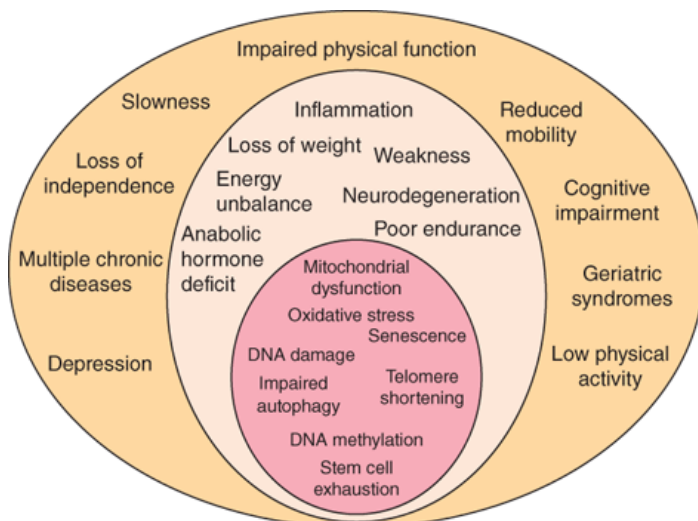 Impaired physical function
Slowness
Inflammation
Reduced
mobility
Loss of weight
Weakness
Loss of
independence
Energy
unbalance
Neurodegeneration
Cognitive
impairment
Anabolic
hormone
deficit
Poor endurance
Multiple chronic
diseases
Mitochondrial
dysfunction
Geriatric
syndromes
Oxidative stress
Senescence
Depression
DNA damage
Low physical
activity
Impaired
autophagy
Telomere
shortening
DNA methylation
Stem cell
exhaustion